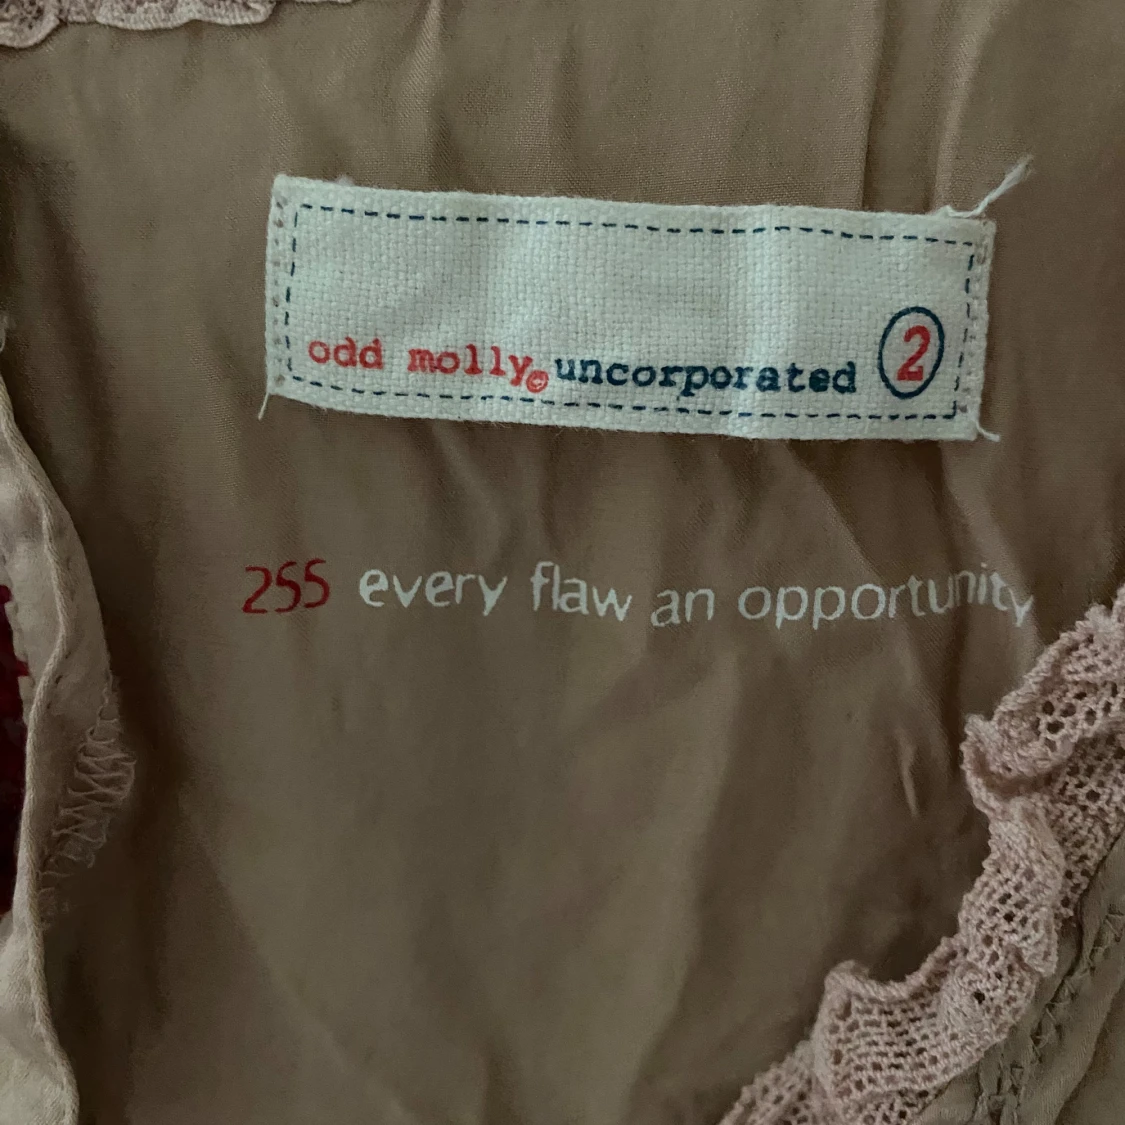 odd molly© uncorporated 2
255 every flaw an opportunity